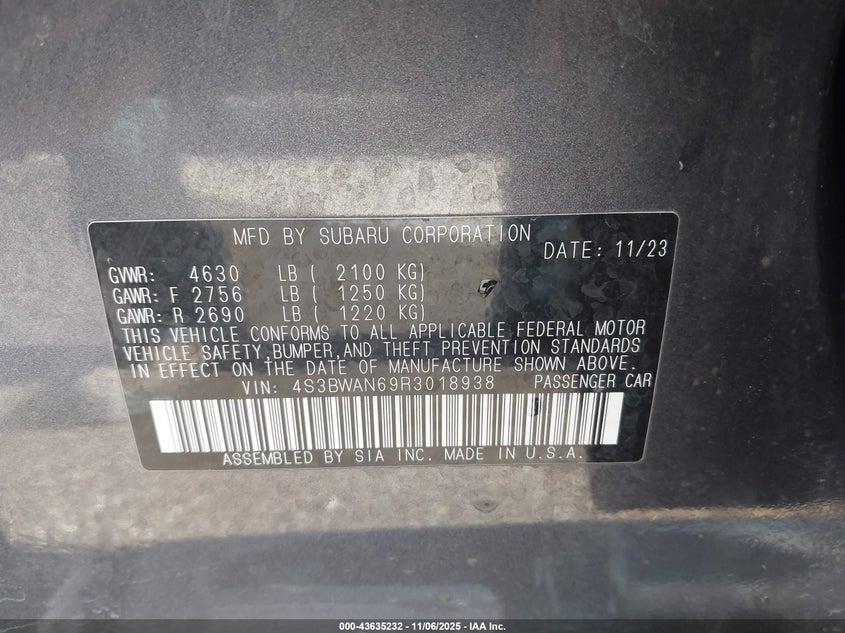 MFD BY SUBARU CORPORATION DATE: 11/23
GVWR: 4630 LB ( 2100 KG)
GAWR: F 2756 LB ( 1250 KG)
GAWR: R 2690 LB ( 1220 KG)
THIS VEHICLE CONFORMS TO ALL APPLICABLE FEDERAL MOTOR
VEHICLE SAFETY,BUMPER,AND THEFT PREVENTION STANDARDS
IN EFFECT ON THE DATE OF MANUFACTURE SHOWN ABOVE.
VIN: 4S3BWAN69R3018938 PASSENGER CAR
ASSEMBLED BY SIA INC. MADE IN U.S.A.
000-43635232 - 11/06/2025 - IAA Inc.